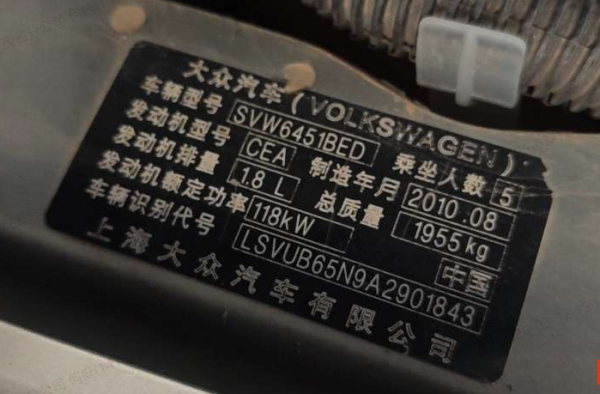 大众汽车(VOLKSWAGEN)
车辆型号 SVW6451BED 乘坐人数 5
发动机型号 CEA 制造年月 2010.08
发动机排量 1.8 L 总质量 1955 kg
发动机额定功率 118kW 中国
车辆识别代号 LSVUB65N9A2901843
上海大众汽车有限公司